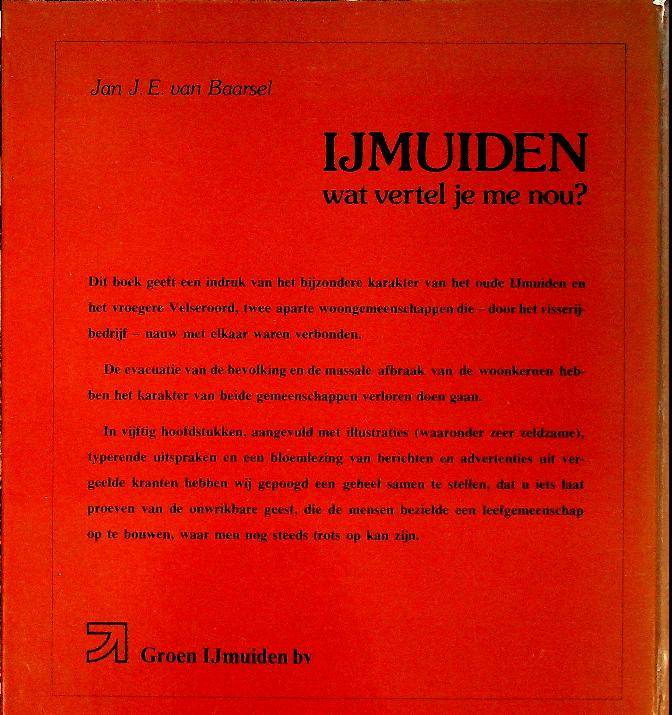 Jan J. E. van Baarsel
IJMUIDEN
wat vertel je me nou?
Dit boek geeft een indruk van het bijzondere karakter van het oude IJmuiden en
het vroegere Velseroord, twee aparte woongemeenschappen die – door het visserij-
bedrijf – nauw met elkaar waren verbonden.
De evacuatie van de bevolking en de massale afbraak van de woonkernen heb-
ben het karakter van beide gemeenschappen verloren doen gaan.
In vijftig hoofdstukken, aangevuld met illustraties (waaronder zeer zeldzame),
typerende uitspraken en een bloemlezing van berichten en advertenties uit ver-
geelde kranten hebben wij gepoogd een geheel samen te stellen, dat u iets laat
proeven van de onwrikbare geest, die de mensen bezielde een leefgemeenschap
op te bouwen, waar men nog steeds trots op kan zijn.
Groen IJmuiden bv